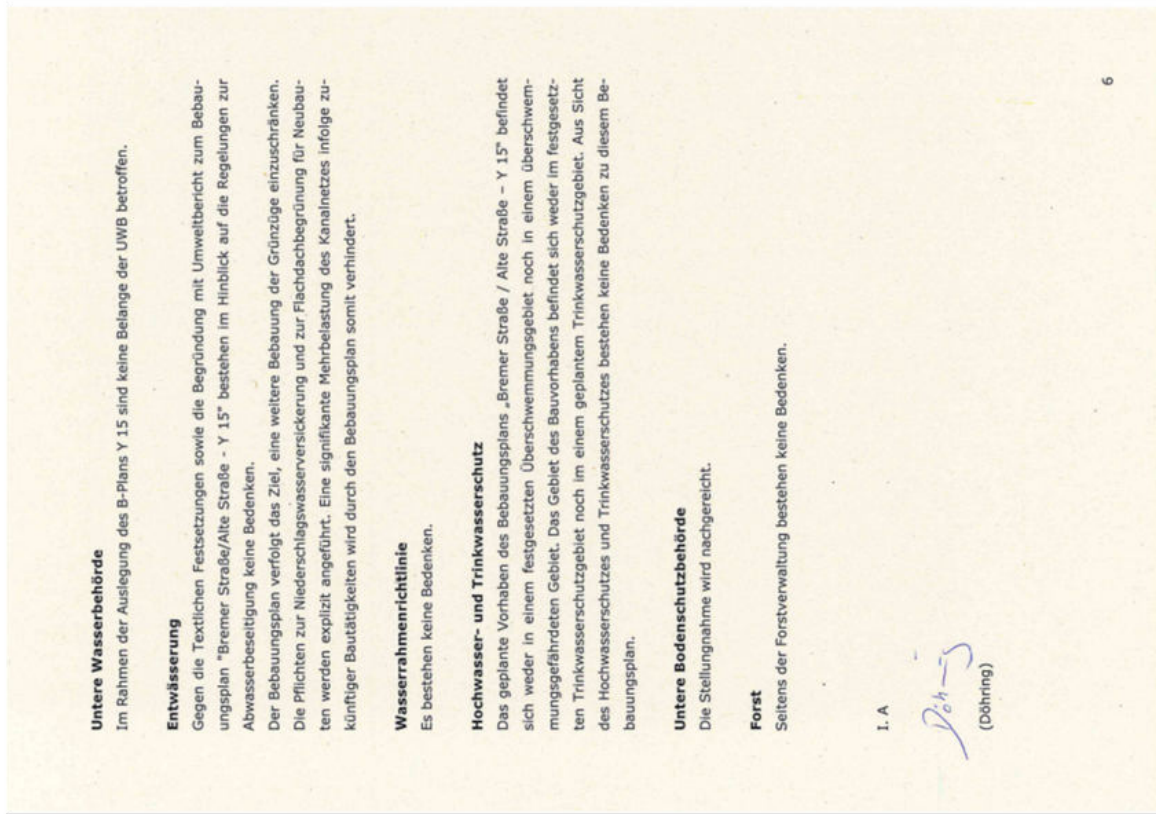 Untere Wasserbehörde
Im Rahmen der Auslegung des B-Plans Y 15 sind keine Belange der UWB betroffen.
Entwässerung
Gegen die Textlichen Festsetzungen sowie die Begründung mit Umweltbericht zum Bebau-
ungsplan "Bremer Straße/Alte Straße - Y 15" bestehen im Hinblick auf die Regelungen zur
Abwasserbeseitigung keine Bedenken.
Der Bebauungsplan verfolgt das Ziel, eine weitere Bebauung der Grünzüge einzuschränken.
Die Pflichten zur Niederschlagswasserversickerung und zur Flachdachbegrünung für Neubau-
ten werden explizit angeführt. Eine signifikante Mehrbelastung des Kanalnetzes infolge zu-
künftiger Bautätigkeiten wird durch den Bebauungsplan somit verhindert.
Wasserrahmenrichtlinie
Es bestehen keine Bedenken.
Hochwasser- und Trinkwasserschutz
Das geplante Vorhaben des Bebauungsplans „Bremer Straße / Alte Straße – Y 15" befindet
sich weder in einem festgesetzten Überschwemmungsgebiet noch in einem überschwem-
mungsgefährdeten Gebiet. Das Gebiet des Bauvorhabens befindet sich weder im festgesetz-
ten Trinkwasserschutzgebiet noch im einem geplantem Trinkwasserschutzgebiet. Aus Sicht
des Hochwasserschutzes und Trinkwasserschutzes bestehen keine Bedenken zu diesem Be-
bauungsplan.
Untere Bodenschutzbehörde
Die Stellungnahme wird nachgereicht.
Forst
Seitens der Forstverwaltung bestehen keine Bedenken.
I. A
(Döhring)
6